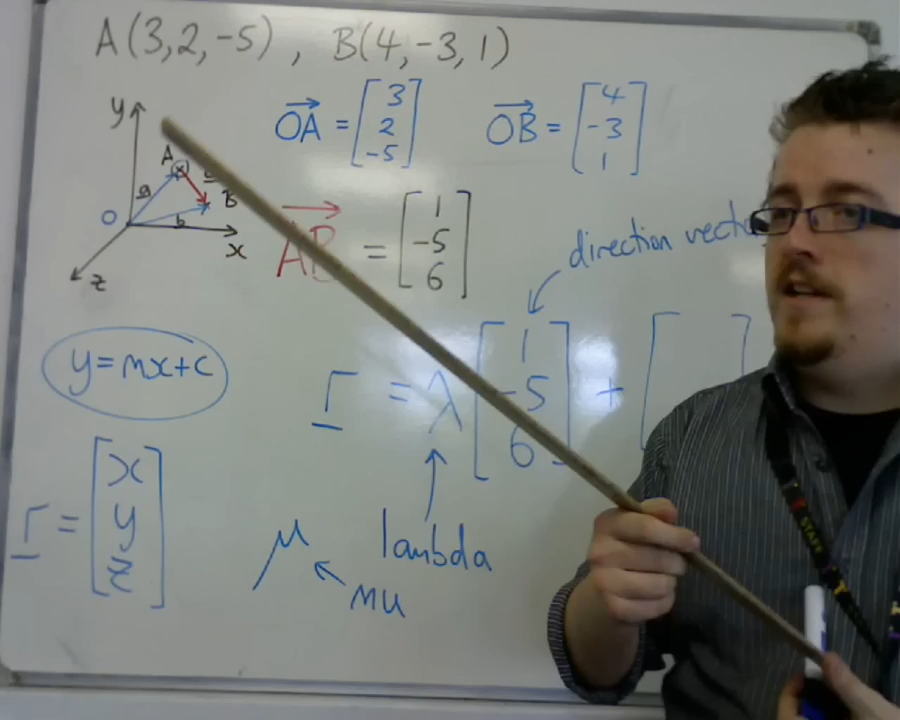 A(3,2,-5) , B(4,-3,1)
y
A
a
B
O
b
x
z
OA = [3 2 -5]
OB = [4 -3 1]
AB = [1 -5 6]
direction
y=mx+c
r = λ [1 -5 6] + [ ]
r = [x y z]
lambda
μ
mu
STAFF